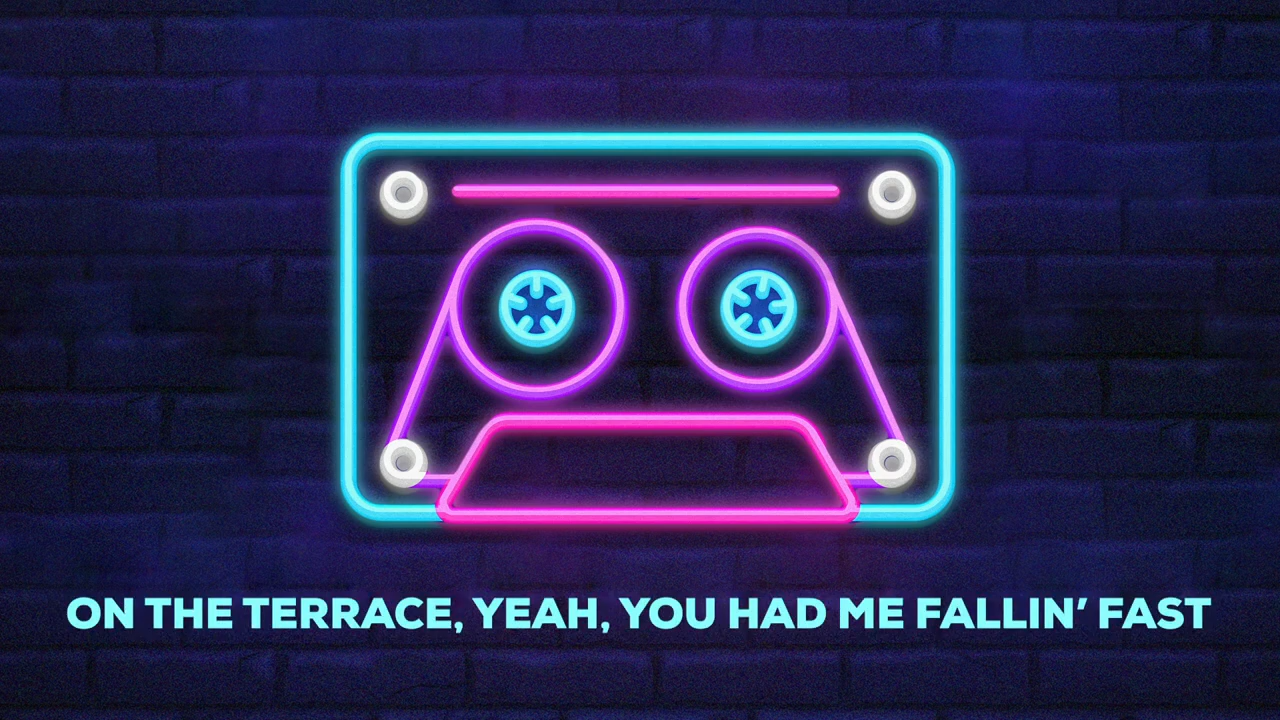 ON THE TERRACE, YEAH, YOU HAD ME FALLIN’ FAST